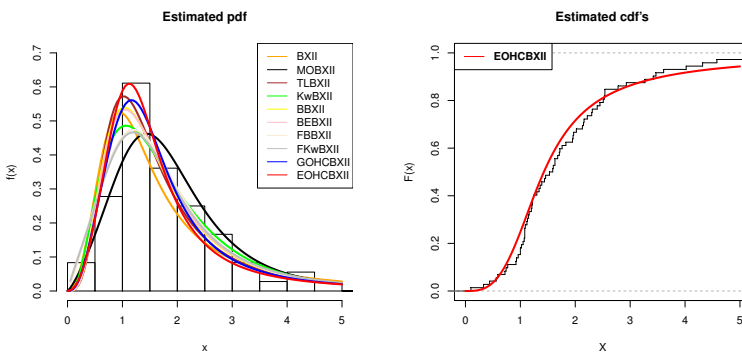 Estimated pdf
f(x)
0.0 0.1 0.2 0.3 0.4 0.5 0.6 0.7
BXII
MOBXII
TLBXII
KwBXII
BBXII
BEBXII
FBBXII
FKwBXII
GOHCBXII
EOHCBXII
0 1 2 3 4 5
x
Estimated cdf's
F(x)
0.0 0.2 0.4 0.6 0.8 1.0
EOHCBXII
0 1 2 3 4 5
X